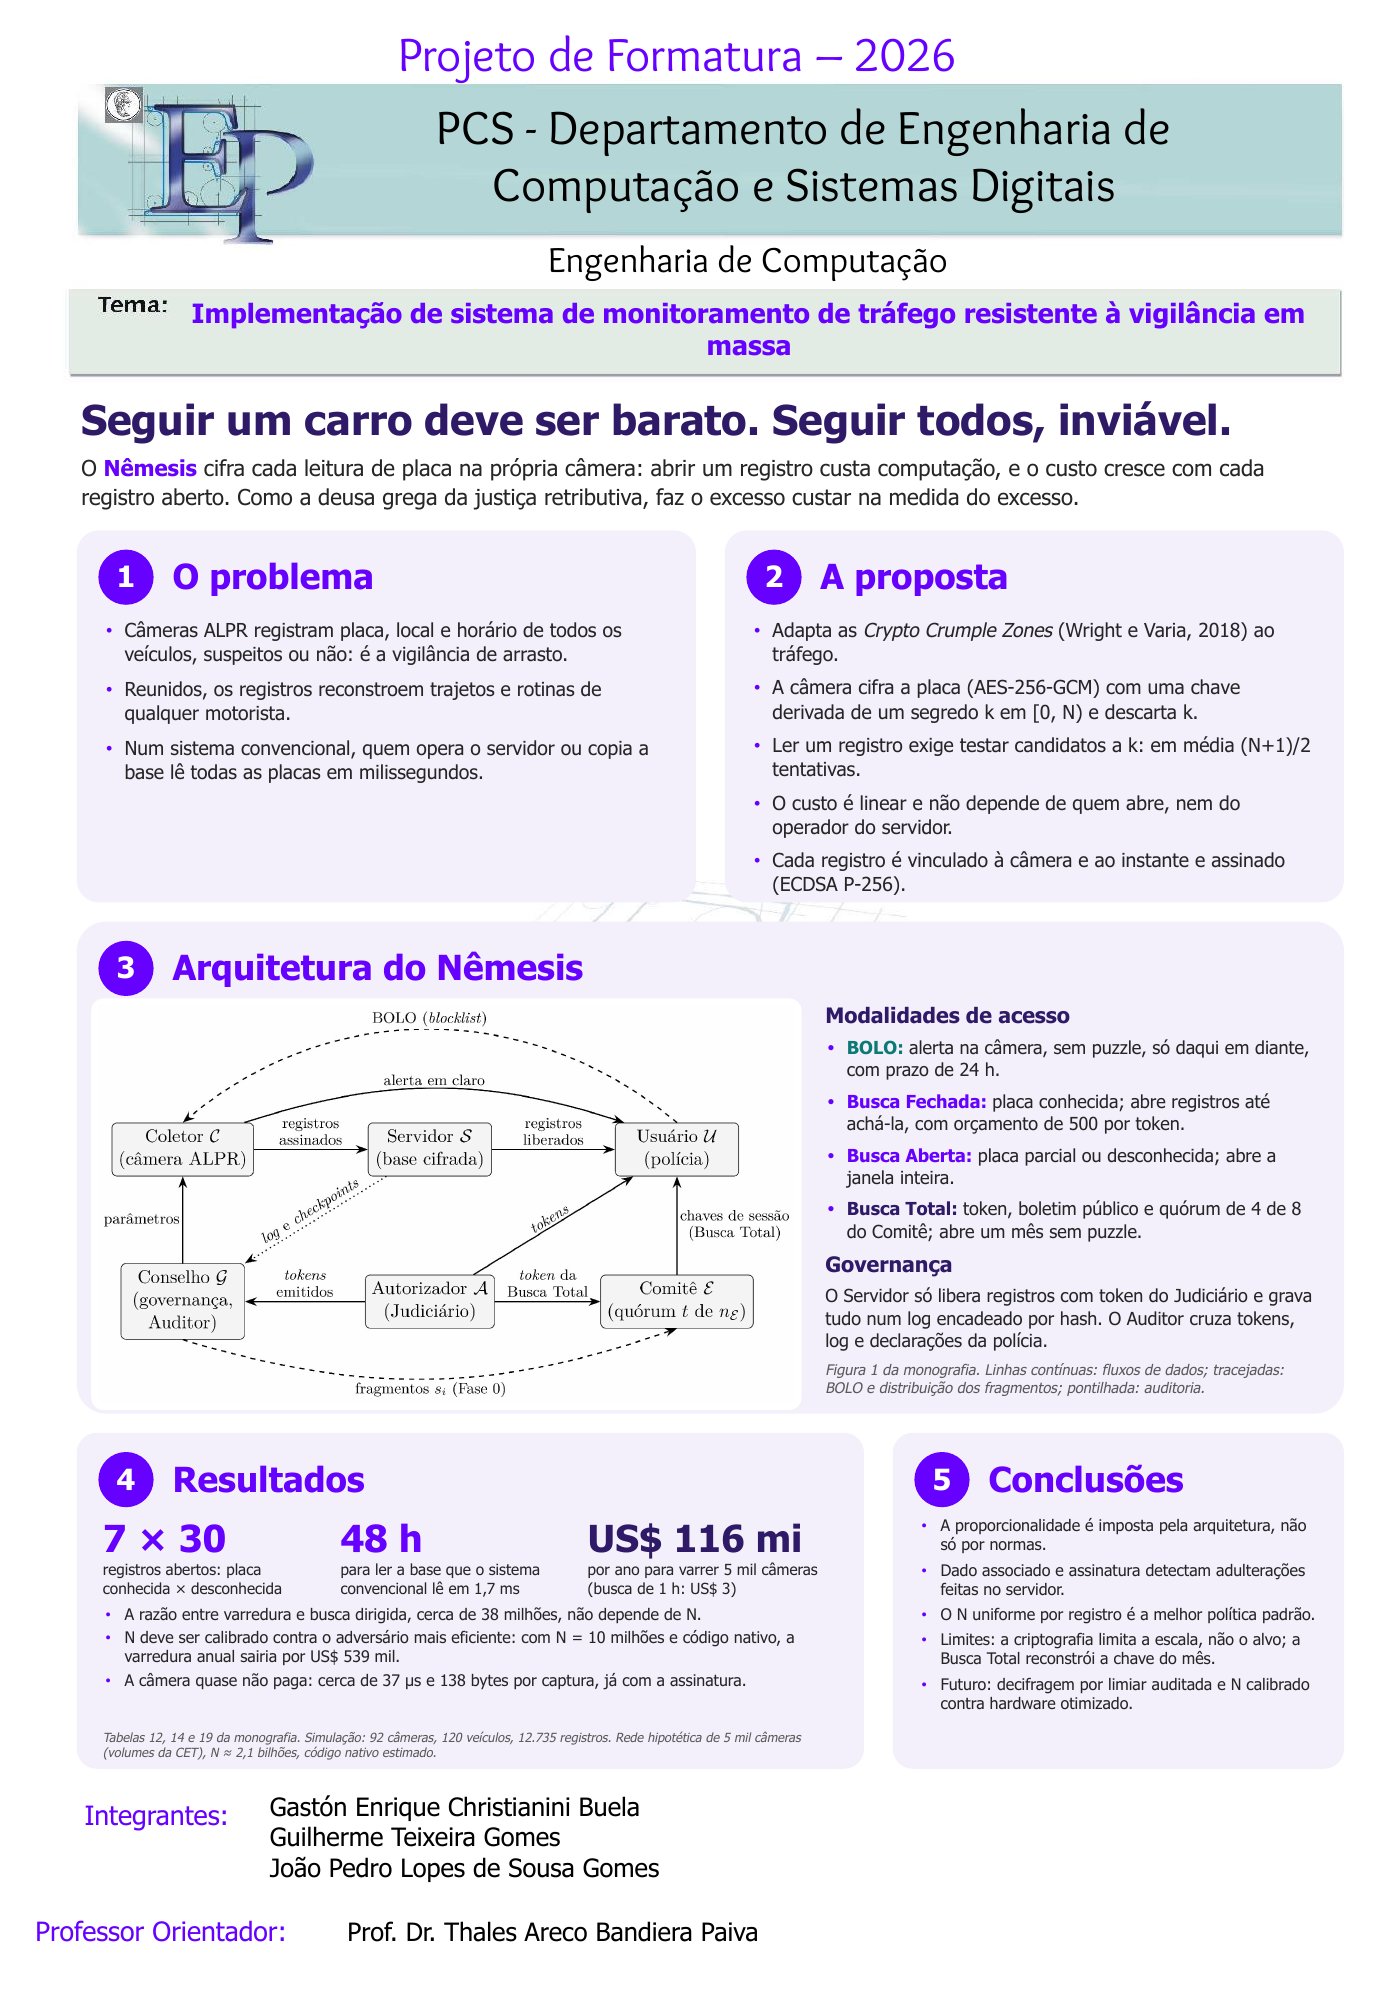 Projeto de Formatura – 2026
EP
PCS - Departamento de Engenharia de
Computação e Sistemas Digitais
Engenharia de Computação
Tema:
Implementação de sistema de monitoramento de tráfego resistente à vigilância em
massa
Seguir um carro deve ser barato. Seguir todos, inviável.
O Nêmesis cifra cada leitura de placa na própria câmera: abrir um registro custa computação, e o custo cresce com cada
registro aberto. Como a deusa grega da justiça retributiva, faz o excesso custar na medida do excesso.
1 O problema
• Câmeras ALPR registram placa, local e horário de todos os
veículos, suspeitos ou não: é a vigilância de arrasto.
• Reunidos, os registros reconstroem trajetos e rotinas de
qualquer motorista.
• Num sistema convencional, quem opera o servidor ou copia a
base lê todas as placas em milissegundos.
2 A proposta
• Adapta as Crypto Crumple Zones (Wright e Varia, 2018) ao
tráfego.
• A câmera cifra a placa (AES-256-GCM) com uma chave
derivada de um segredo k em [0, N) e descarta k.
• Ler um registro exige testar candidatos a k: em média (N+1)/2
tentativas.
• O custo é linear e não depende de quem abre, nem do
operador do servidor.
• Cada registro é vinculado à câmera e ao instante e assinado
(ECDSA P-256).
3 Arquitetura do Nêmesis
BOLO (blocklist)
alerta em claro
Coletor 𝒞
(câmera ALPR)
registros
assinados
Servidor 𝒮
(base cifrada)
registros
liberados
Usuário 𝒰
(polícia)
parâmetros
log e checkpoints
tokens
chaves de sessão
(Busca Total)
Conselho 𝒢
(governança,
Auditor)
tokens
emitidos
Autorizador 𝒜
(Judiciário)
token da
Busca Total
Comitê ℰ
(quórum t de nℰ)
fragmentos sᵢ (Fase 0)
Modalidades de acesso
• BOLO: alerta na câmera, sem puzzle, só daqui em diante,
com prazo de 24 h.
• Busca Fechada: placa conhecida; abre registros até
achá-la, com orçamento de 500 por token.
• Busca Aberta: placa parcial ou desconhecida; abre a
janela inteira.
• Busca Total: token, boletim público e quórum de 4 de 8
do Comitê; abre um mês sem puzzle.
Governança
O Servidor só libera registros com token do Judiciário e grava
tudo num log encadeado por hash. O Auditor cruza tokens,
log e declarações da polícia.
Figura 1 da monografia. Linhas contínuas: fluxos de dados; tracejadas:
BOLO e distribuição dos fragmentos; pontilhada: auditoria.
4 Resultados
7 × 30
registros abertos: placa
conhecida × desconhecida
48 h
para ler a base que o sistema
convencional lê em 1,7 ms
US$ 116 mi
por ano para varrer 5 mil câmeras
(busca de 1 h: US$ 3)
• A razão entre varredura e busca dirigida, cerca de 38 milhões, não depende de N.
• N deve ser calibrado contra o adversário mais eficiente: com N = 10 milhões e código nativo, a
varredura anual sairia por US$ 539 mil.
• A câmera quase não paga: cerca de 37 µs e 138 bytes por captura, já com a assinatura.
Tabelas 12, 14 e 19 da monografia. Simulação: 92 câmeras, 120 veículos, 12.735 registros. Rede hipotética de 5 mil câmeras
(volumes da CET), N ≈ 2,1 bilhões, código nativo estimado.
5 Conclusões
• A proporcionalidade é imposta pela arquitetura, não
só por normas.
• Dado associado e assinatura detectam adulterações
feitas no servidor.
• O N uniforme por registro é a melhor política padrão.
• Limites: a criptografia limita a escala, não o alvo; a
Busca Total reconstrói a chave do mês.
• Futuro: decifragem por limiar auditada e N calibrado
contra hardware otimizado.
Integrantes:
Gastón Enrique Christianini Buela
Guilherme Teixeira Gomes
João Pedro Lopes de Sousa Gomes
Professor Orientador:
Prof. Dr. Thales Areco Bandiera Paiva